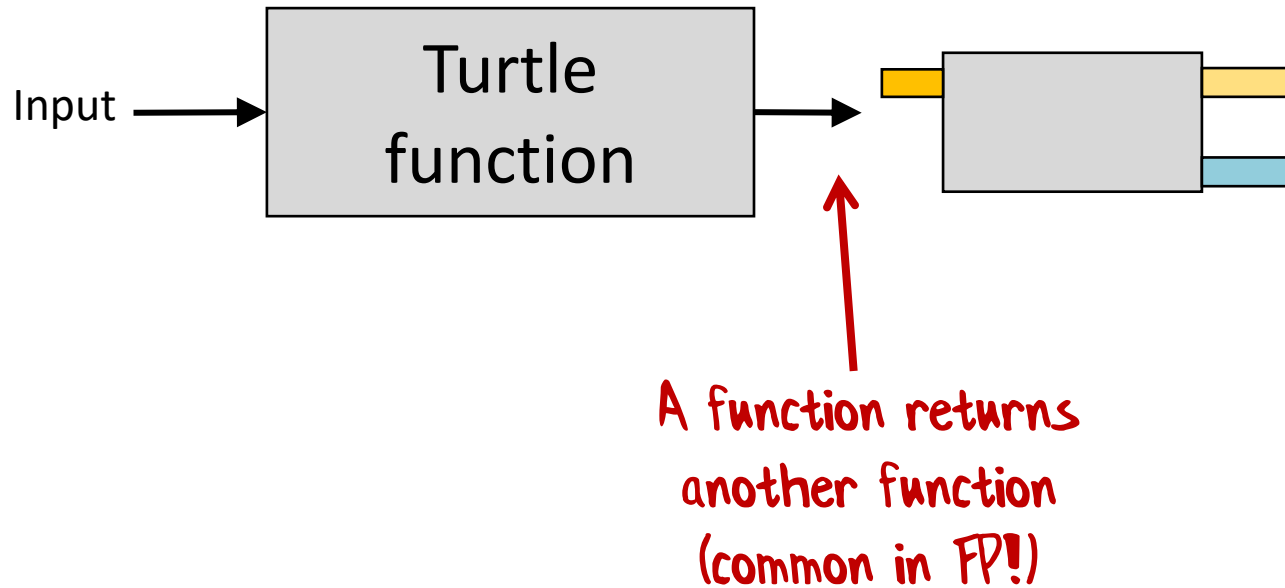 Input
Turtle
function
A function returns
another function
(common in FP!)